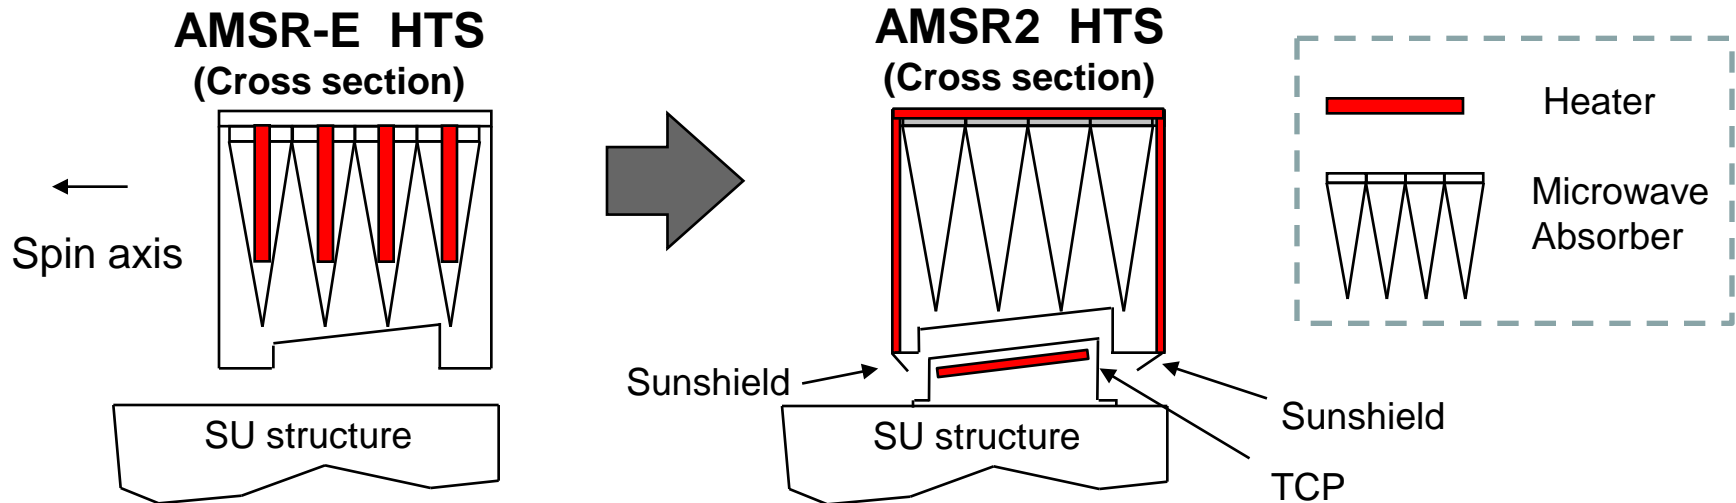 AMSR-E HTS
(Cross section)
Spin axis
SU structure
AMSR2 HTS
(Cross section)
Sunshield
SU structure
Sunshield
TCP
Heater
Microwave
Absorber